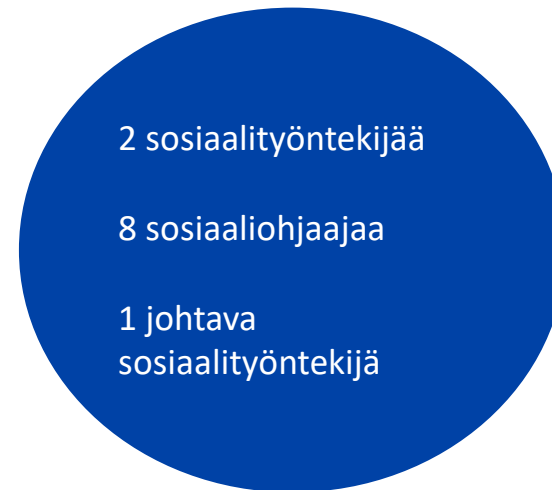 2 sosiaalityöntekijää
8 sosiaaliohjaajaa
1 johtava
sosiaalityöntekijä